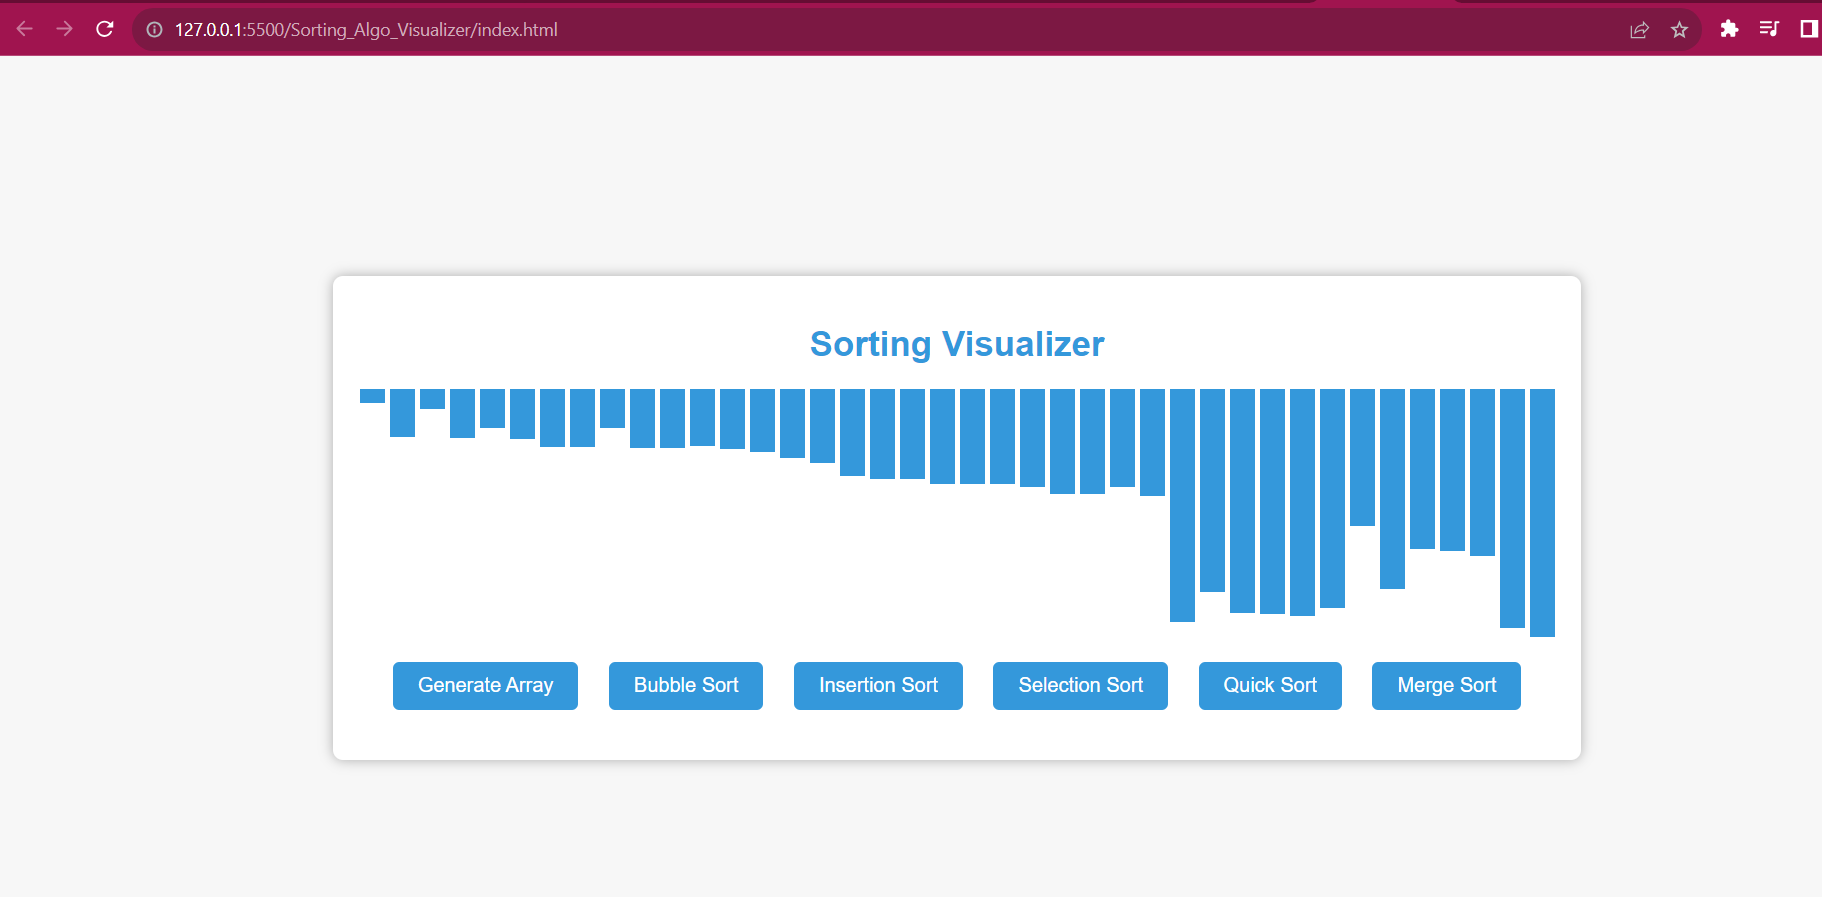 127.0.0.1:5500/Sorting_Algo_Visualizer/index.html
Sorting Visualizer
Generate Array
Bubble Sort
Insertion Sort
Selection Sort
Quick Sort
Merge Sort